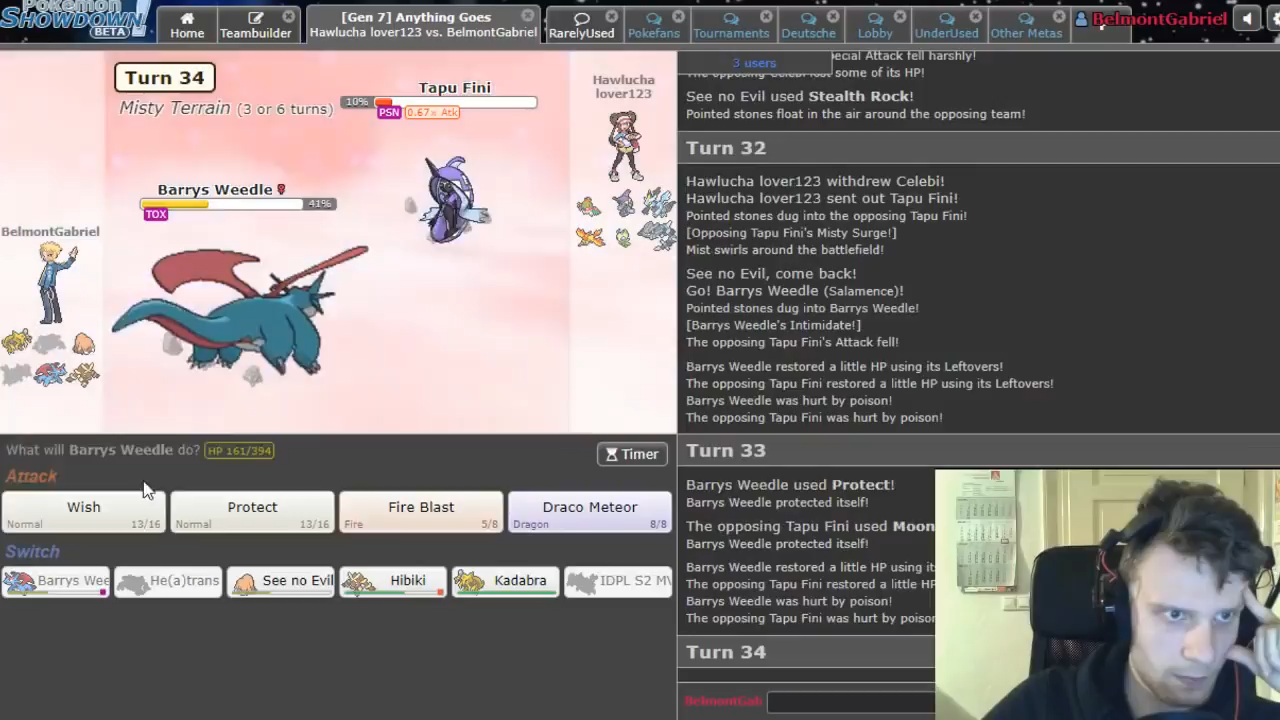 Pokémon
SHOWDOWN!
BETA
Home
Teambuilder
[Gen 7] Anything Goes
Hawlucha lover123 vs. BelmontGabriel
RarelyUsed
Pokefans
Tournaments
Deutsche
Lobby
UnderUsed
Other Metas
BelmontGabriel
Turn 34
Misty Terrain (3 or 6 turns)
Tapu Fini
10%
PSN 0.67× Atk
Hawlucha
lover123
Barrys Weedle
41%
TOX
BelmontGabriel
3 users
ecial Attack fell harshly!
some of its HP!
See no Evil used Stealth Rock!
Pointed stones float in the air around the opposing team!
Turn 32
Hawlucha lover123 withdrew Celebi!
Hawlucha lover123 sent out Tapu Fini!
Pointed stones dug into the opposing Tapu Fini!
[Opposing Tapu Fini's Misty Surge!]
Mist swirls around the battlefield!
See no Evil, come back!
Go! Barrys Weedle (Salamence)!
Pointed stones dug into Barrys Weedle!
[Barrys Weedle's Intimidate!]
The opposing Tapu Fini's Attack fell!
Barrys Weedle restored a little HP using its Leftovers!
The opposing Tapu Fini restored a little HP using its Leftovers!
Barrys Weedle was hurt by poison!
The opposing Tapu Fini was hurt by poison!
Turn 33
Barrys Weedle used Protect!
Barrys Weedle protected itself!
The opposing Tapu Fini used Moon
Barrys Weedle protected itself!
Barrys Weedle restored a little HP using its
The opposing Tapu Fini restored a little HP
Barrys Weedle was hurt by poison!
The opposing Tapu Fini was hurt by poison
Turn 34
BelmontGab
What will Barrys Weedle do? HP 161/394
Timer
Attack
Wish
Normal 13/16
Protect
Normal 13/16
Fire Blast
Fire 5/8
Draco Meteor
Dragon 8/8
Switch
Barrys Wee
He(a)trans
See no Evil
Hibiki
Kadabra
IDPL S2 MV